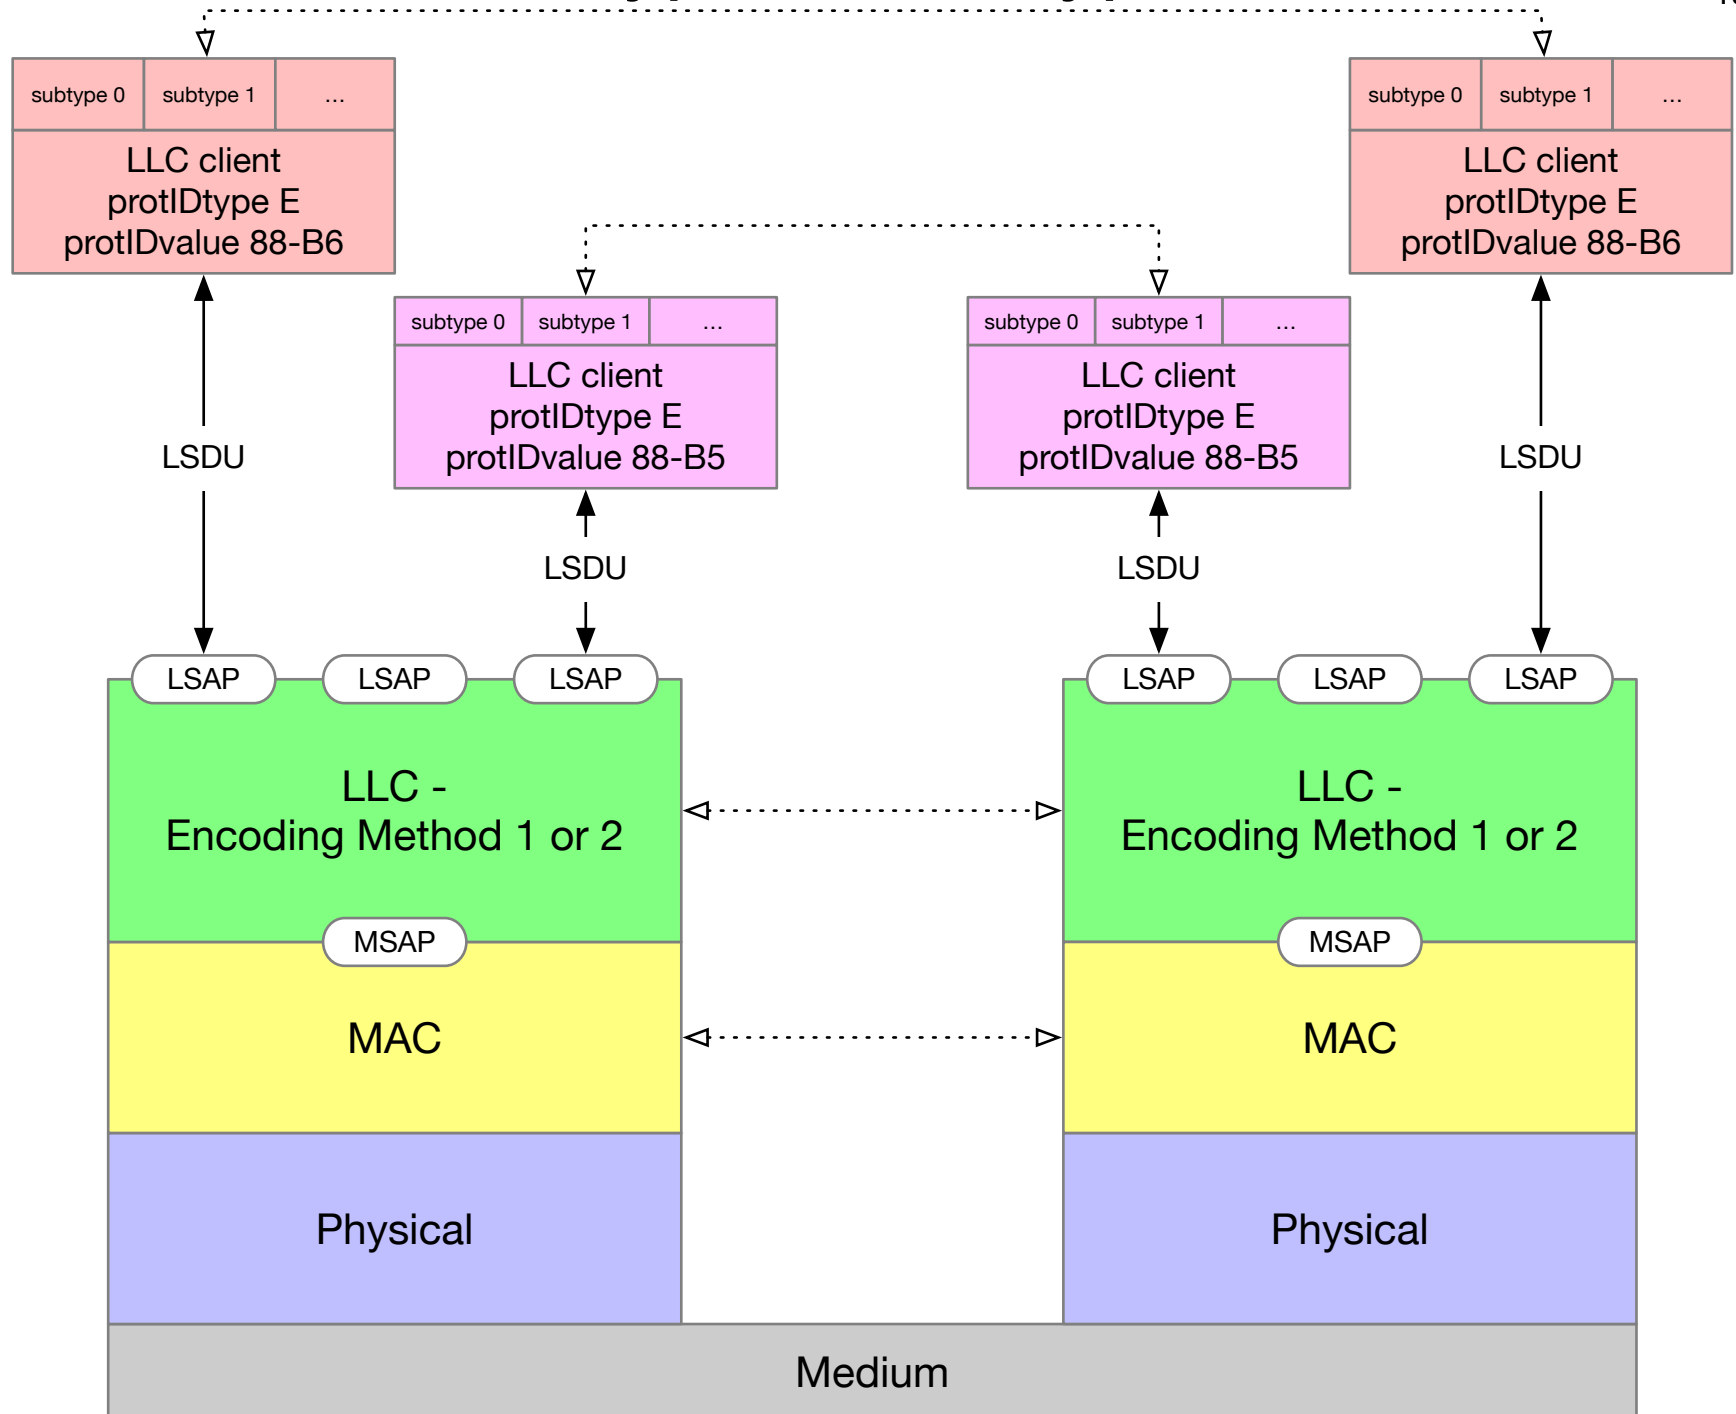 subtype 0 subtype 1 ...
LLC client
protIDtype E
protIDvalue 88-B6
subtype 0 subtype 1 ...
LLC client
protIDtype E
protIDvalue 88-B6
subtype 0 subtype 1 ...
LLC client
protIDtype E
protIDvalue 88-B5
subtype 0 subtype 1 ...
LLC client
protIDtype E
protIDvalue 88-B5
LSDU
LSDU
LSDU
LSDU
LSAP LSAP LSAP
LSAP LSAP LSAP
LLC -
Encoding Method 1 or 2
LLC -
Encoding Method 1 or 2
MSAP
MSAP
MAC
MAC
Physical
Physical
Medium